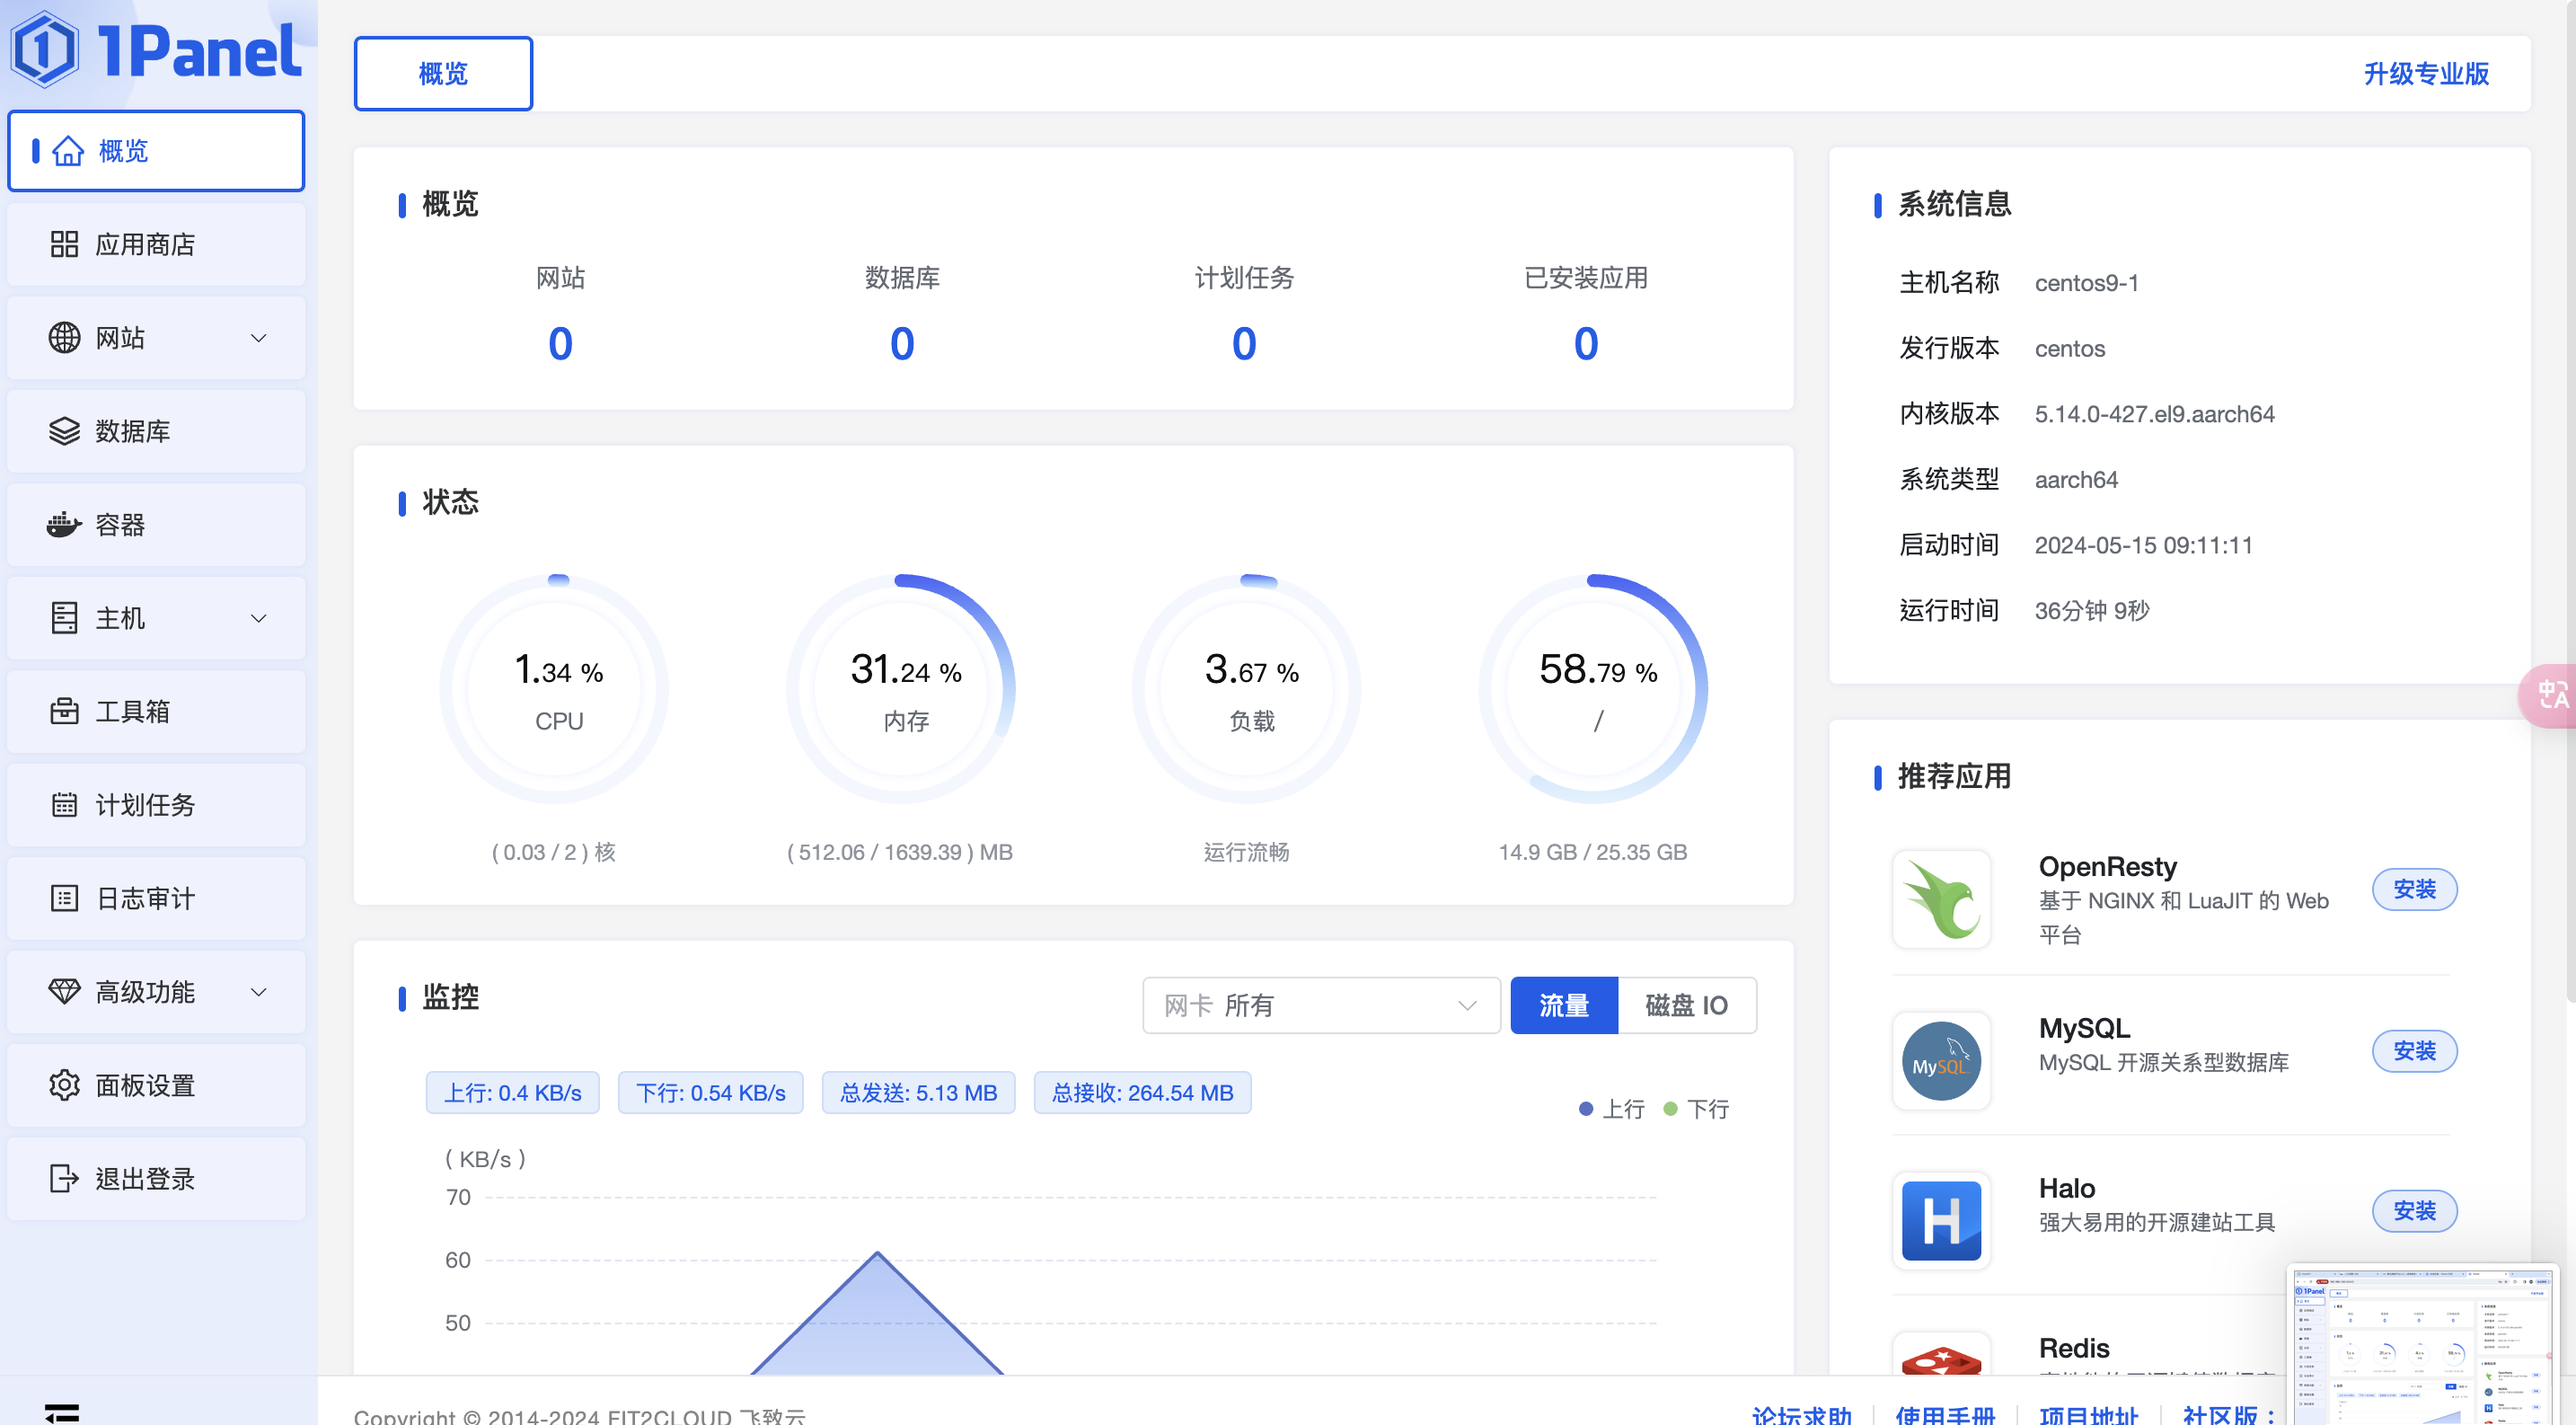 1Panel
概览
应用商店
网站
数据库
容器
主机
工具箱
计划任务
日志审计
高级功能
面板设置
退出登录
概览
升级专业版
概览
网站
数据库
计划任务
已安装应用
0
0
0
0
状态
1.34 %
CPU
( 0.03 / 2 ) 核
31.24 %
内存
( 512.06 / 1639.39 ) MB
3.67 %
负载
运行流畅
58.79 %
/
14.9 GB / 25.35 GB
监控
网卡 所有
流量
磁盘 IO
上行: 0.4 KB/s
下行: 0.54 KB/s
总发送: 5.13 MB
总接收: 264.54 MB
上行
下行
( KB/s )
70
60
50
系统信息
主机名称 centos9-1
发行版本 centos
内核版本 5.14.0-427.el9.aarch64
系统类型 aarch64
启动时间 2024-05-15 09:11:11
运行时间 36分钟 9秒
推荐应用
OpenResty
基于 NGINX 和 LuaJIT 的 Web
平台
安装
MySQL
MySQL
MySQL 开源关系型数据库
安装
Halo
强大易用的开源建站工具
安装
Redis
Copyright © 2014-2024 FIT2CLOUD 飞致云
论坛求助
使用手册
项目地址
社区版：
1Panel